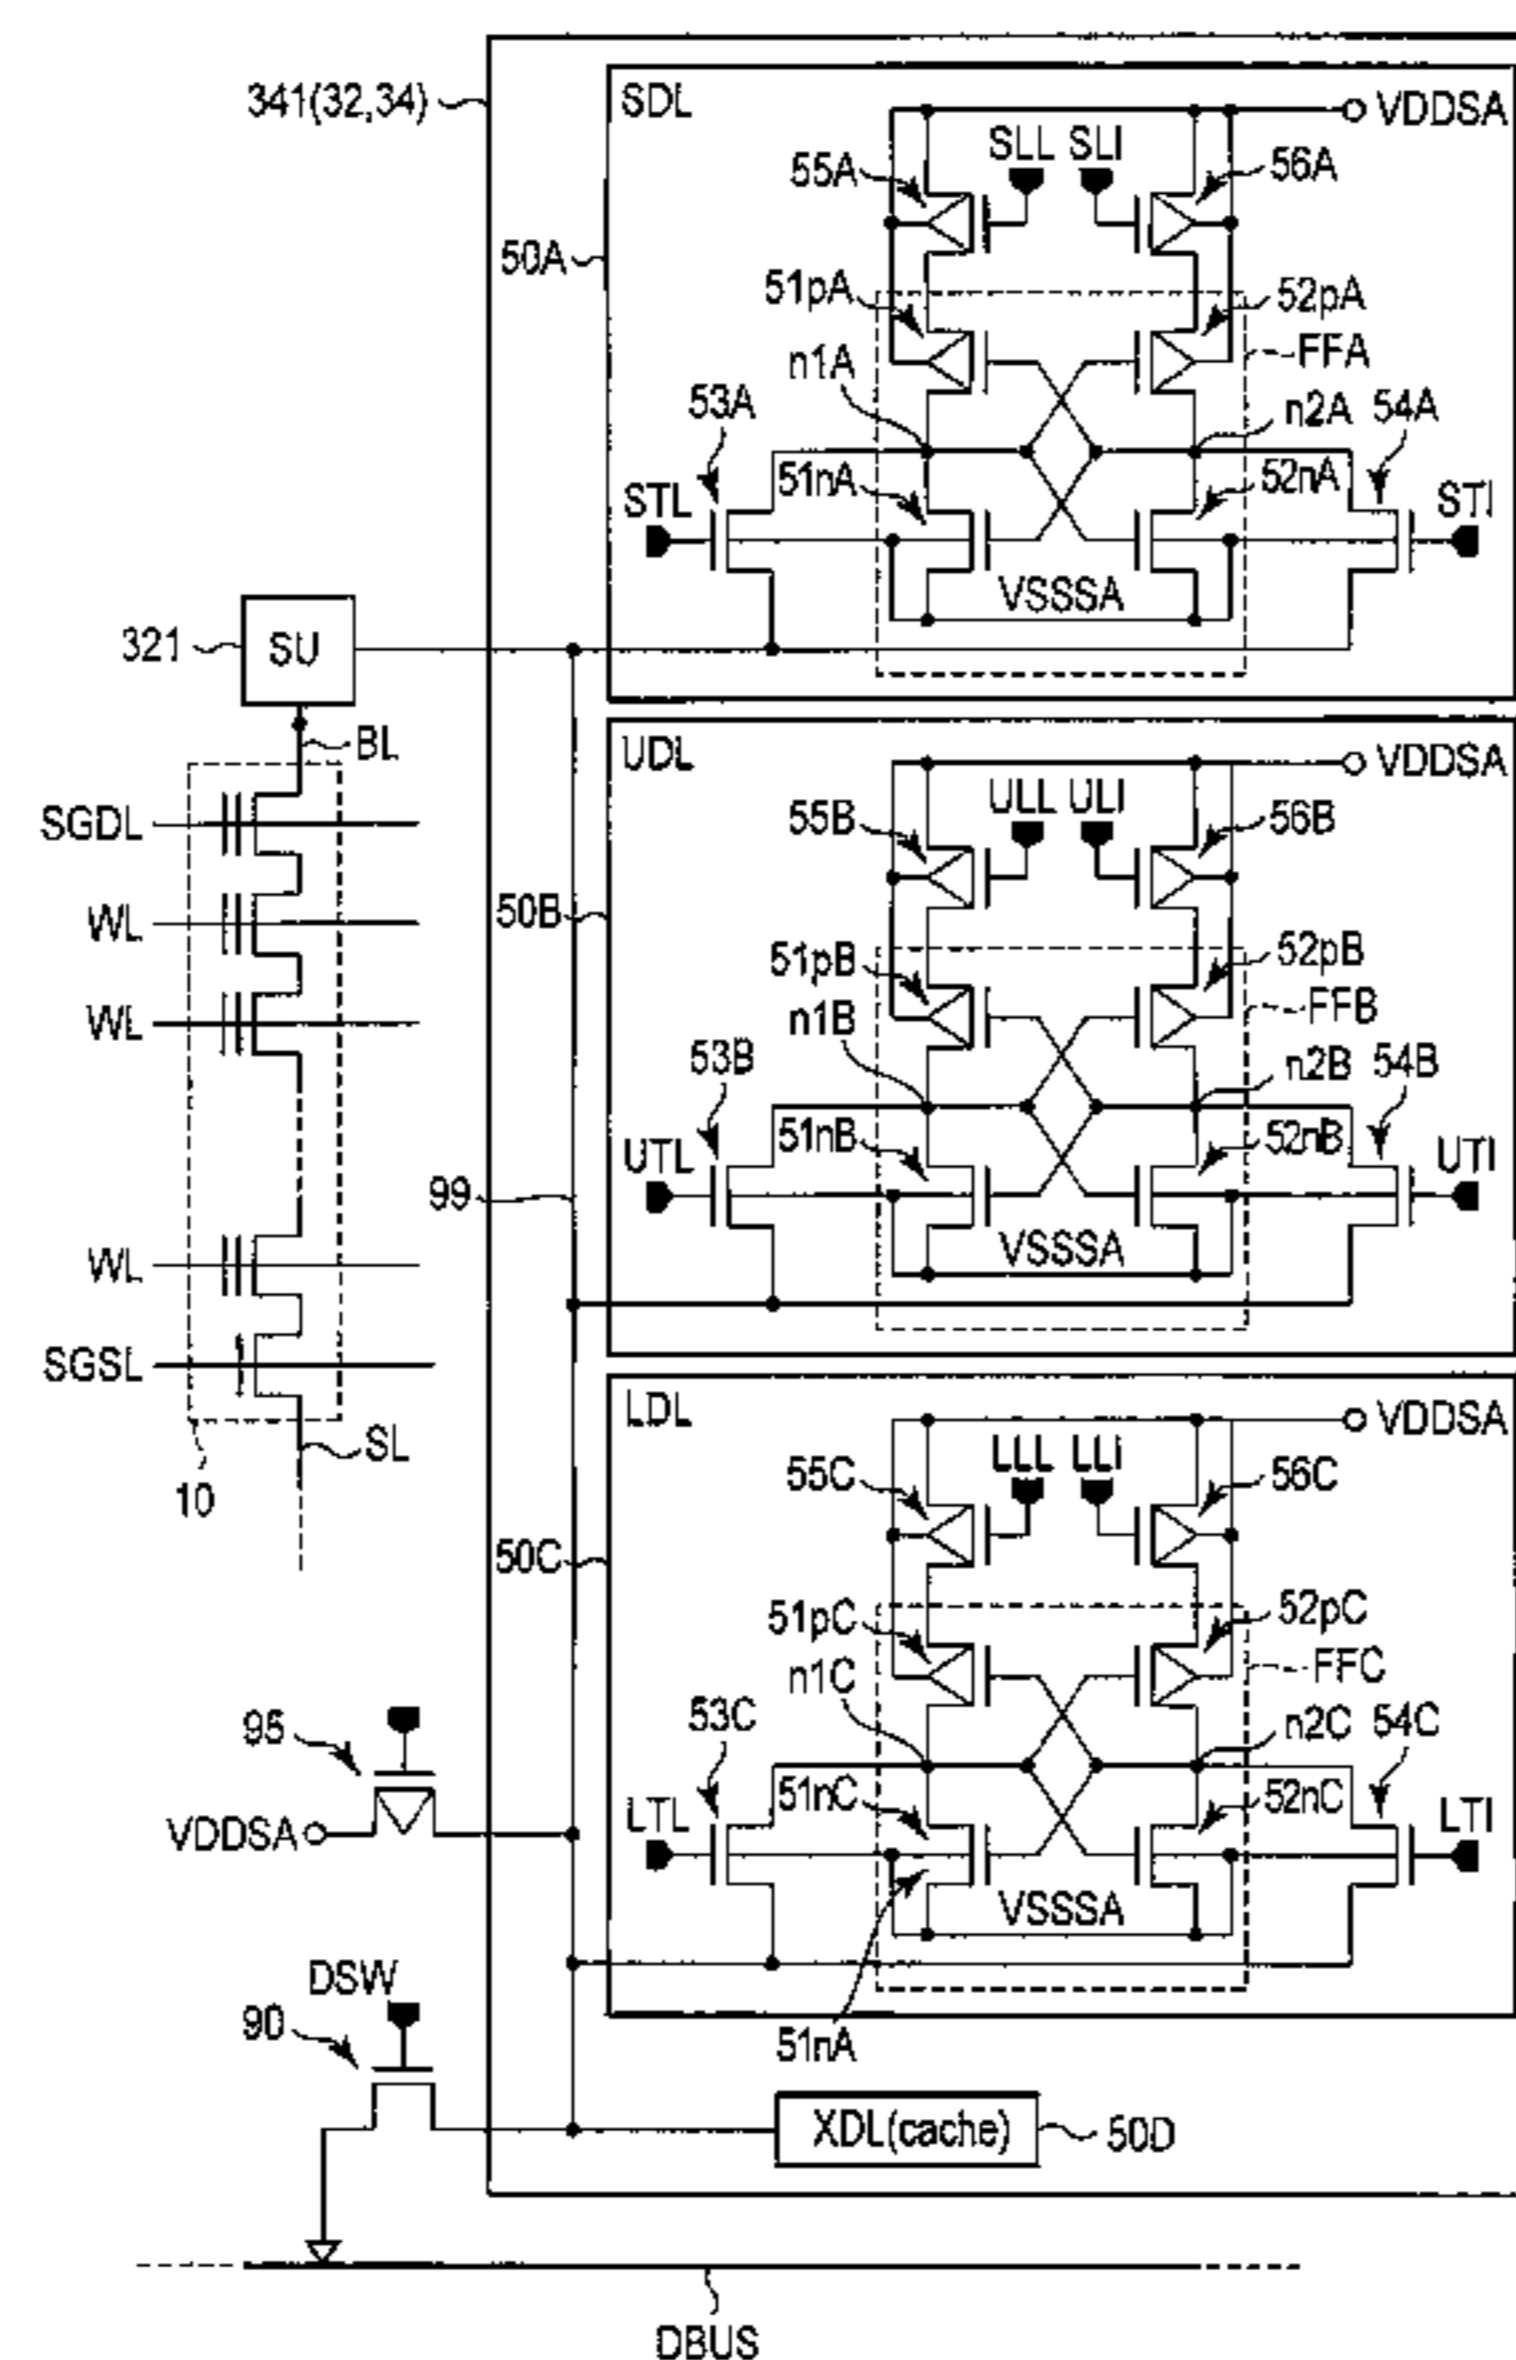 341(32,34)
SDL
VDDSA
SLL SLI
55A
56A
50A
51pA
52pA
n1A
FFA
53A
n2A
54A
51nA
52nA
STL
STI
VSSSA
321
SU
BL
UDL
VDDSA
ULL ULI
55B
56B
SGDL
50B
WL
51pB
52pB
n1B
FFB
WL
53B
n2B
54B
51nB
52nB
UTL
UTI
99
VSSSA
WL
SGSL
LDL
VDDSA
SL
LLL LLI
55C
56C
10
50C
51pC
52pC
n1C
FFC
53C
n2C
54C
95
51nC
52nC
VDDSA
LTL
LTI
VSSSA
DSW
90
51nA
XDL(cache)
50D
DBUS